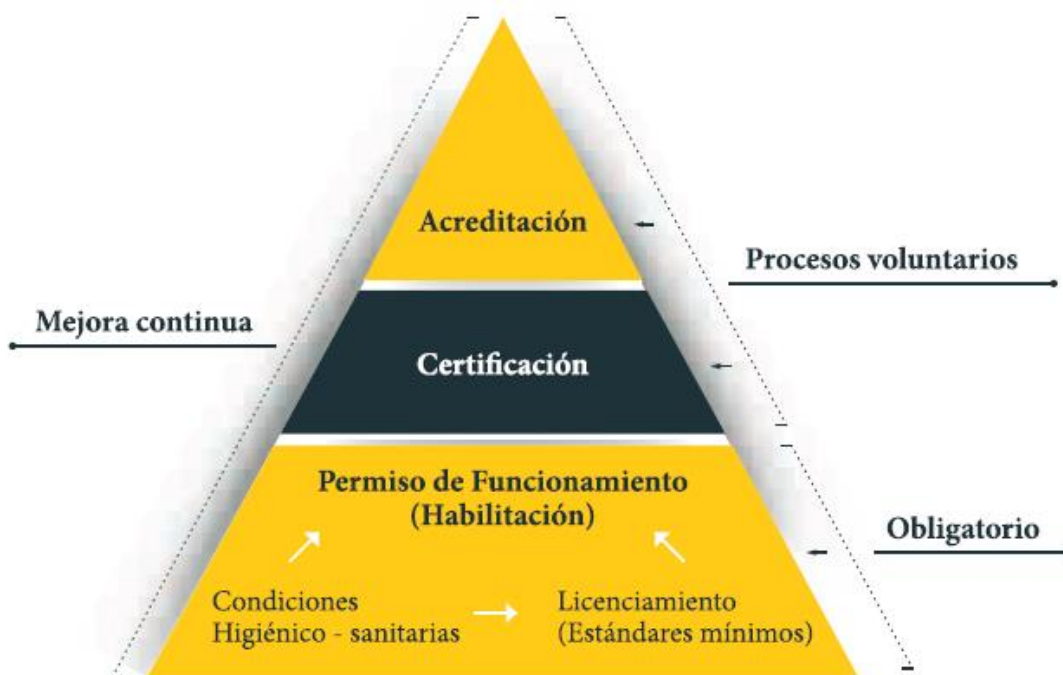 Acreditación
Procesos voluntarios
Mejora continua
Certificación
Permiso de Funcionamiento
(Habilitación)
Obligatorio
Condiciones
Higiénico - sanitarias
Licenciamiento
(Estándares mínimos)